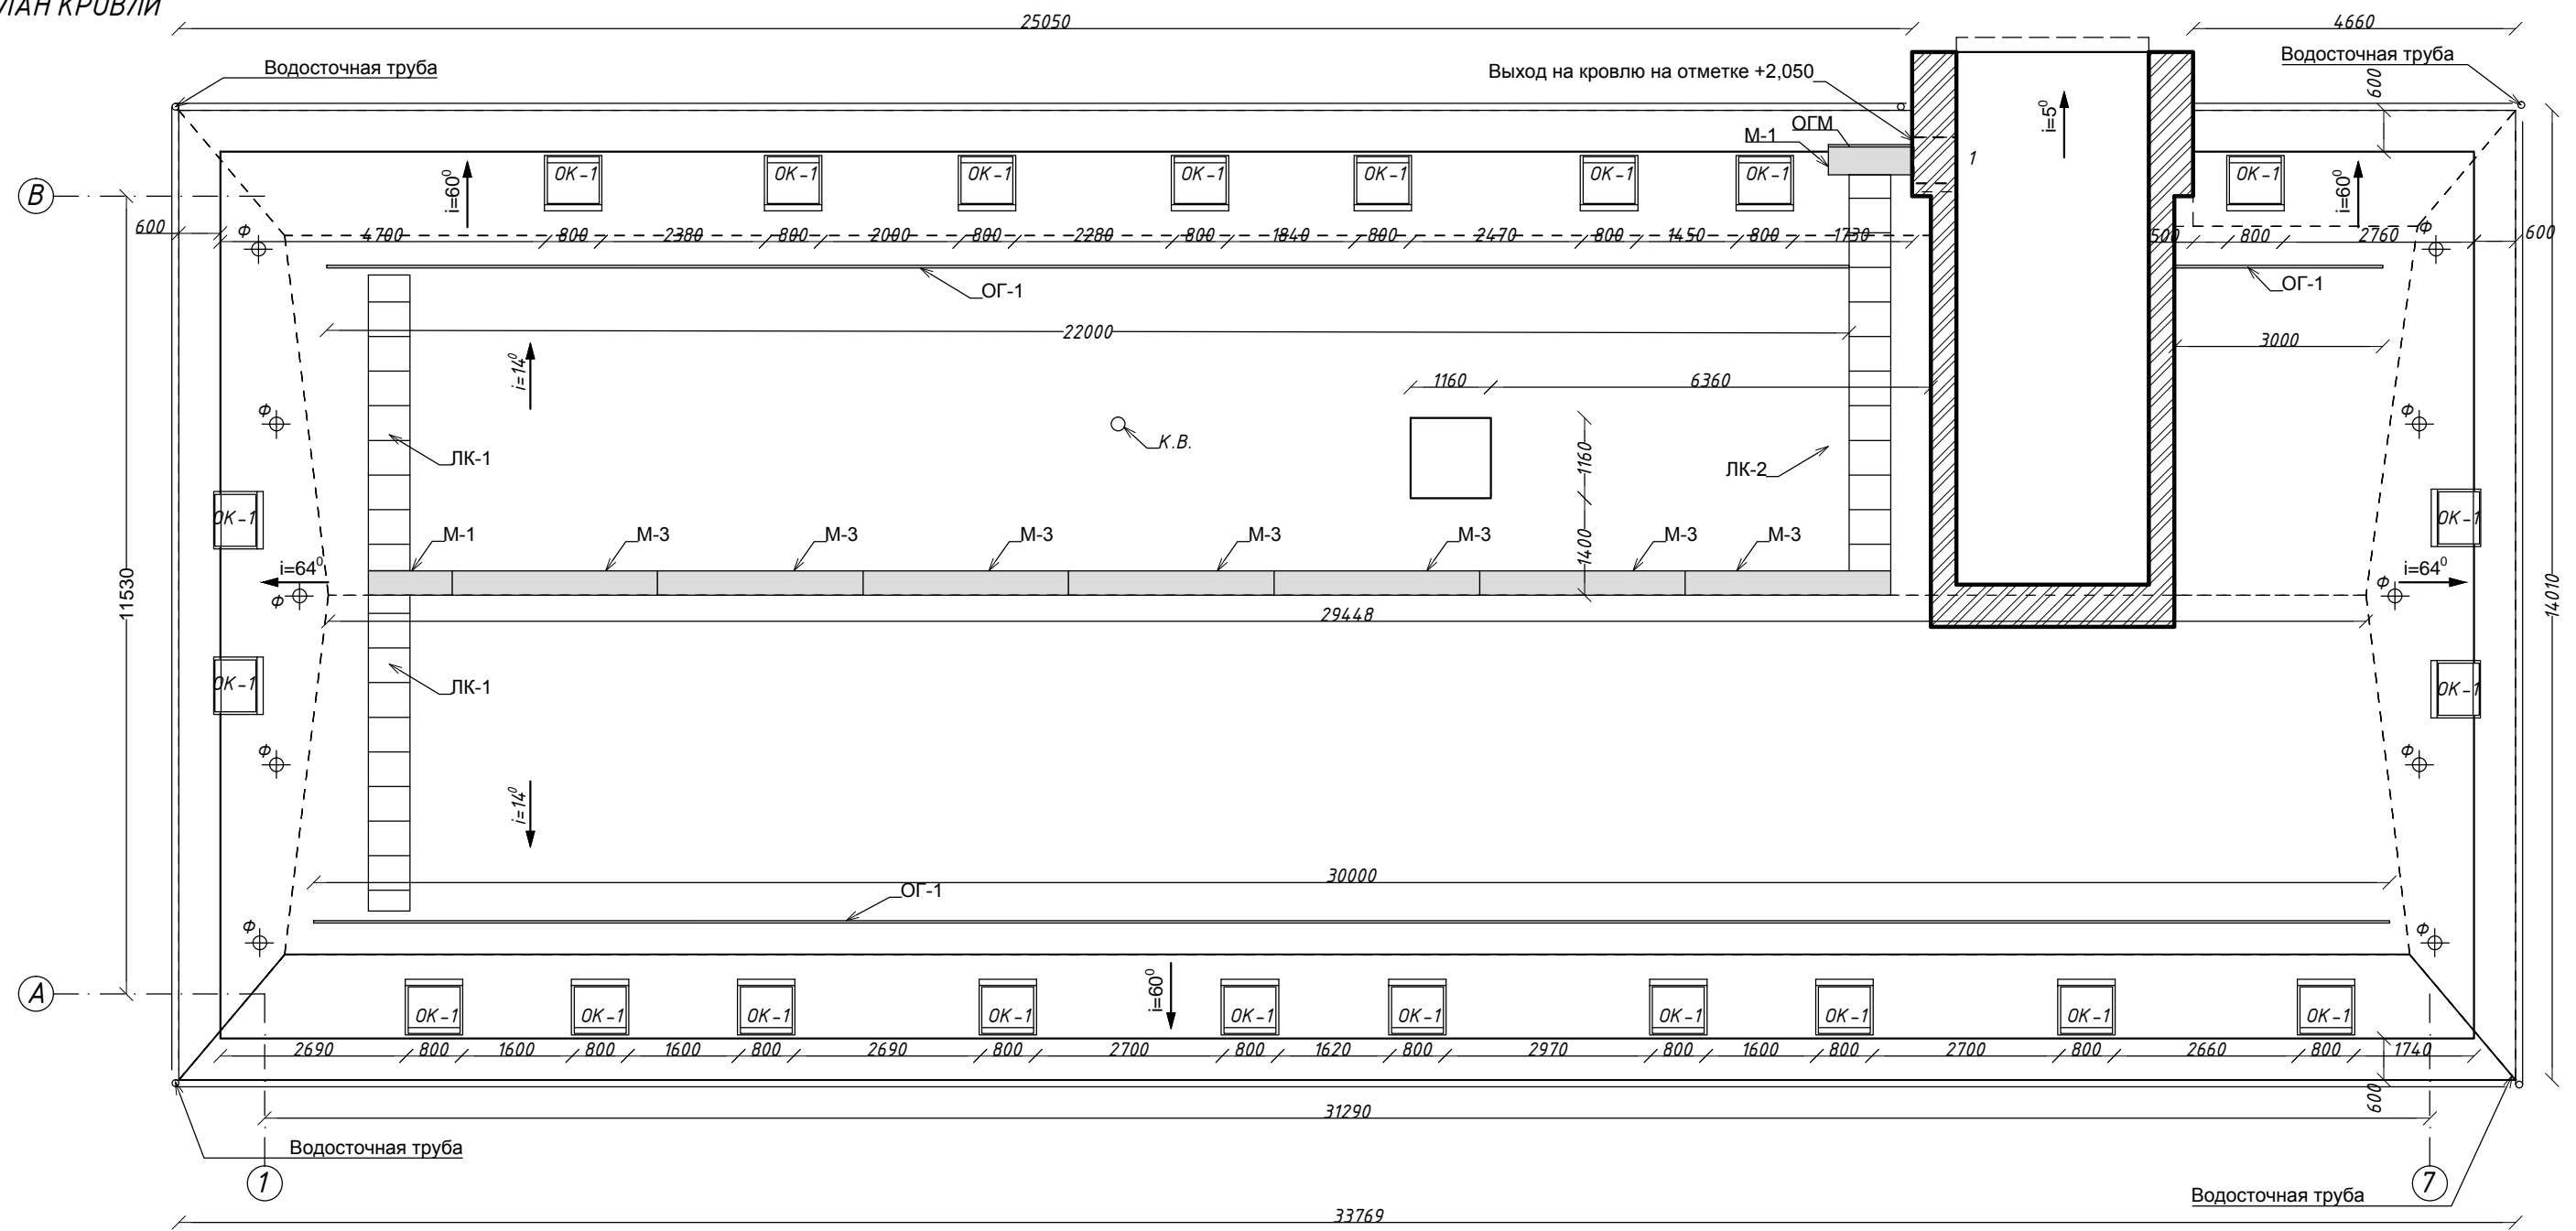 ПЛАН КРОВЛИ
25050
4660
Водосточная труба
Выход на кровлю на отметке +2,050
Водосточная труба
600
i=5⁰
М-1
ОГМ
1
ОК-1
ОК-1
ОК-1
ОК-1
ОК-1
ОК-1
ОК-1
ОК-1
В
i=60⁰
i=60⁰
600
Ф
4700
800
2380
800
2000
800
2280
800
1840
800
2470
800
1450
800
1730
500
800
2760
Ф
600
ОГ-1
ОГ-1
22000
3000
i=14⁰
1160
6360
Ф
К.В.
Ф
ЛК-1
1160
ЛК-2
ОК-1
ОК-1
М-1
М-3
М-3
М-3
М-3
М-3
М-3
М-3
1400
i=64⁰
i=64⁰
Ф
Ф
11530
14010
29448
ОК-1
ЛК-1
ОК-1
Ф
Ф
i=14⁰
30000
ОГ-1
Ф
Ф
А
i=60⁰
ОК-1
ОК-1
ОК-1
ОК-1
ОК-1
ОК-1
ОК-1
ОК-1
ОК-1
ОК-1
2690
800
1600
800
1600
800
2690
800
2700
800
1620
800
2970
800
1600
800
2700
800
2660
800
1740
600
31290
Водосточная труба
1
7
Водосточная труба
33769